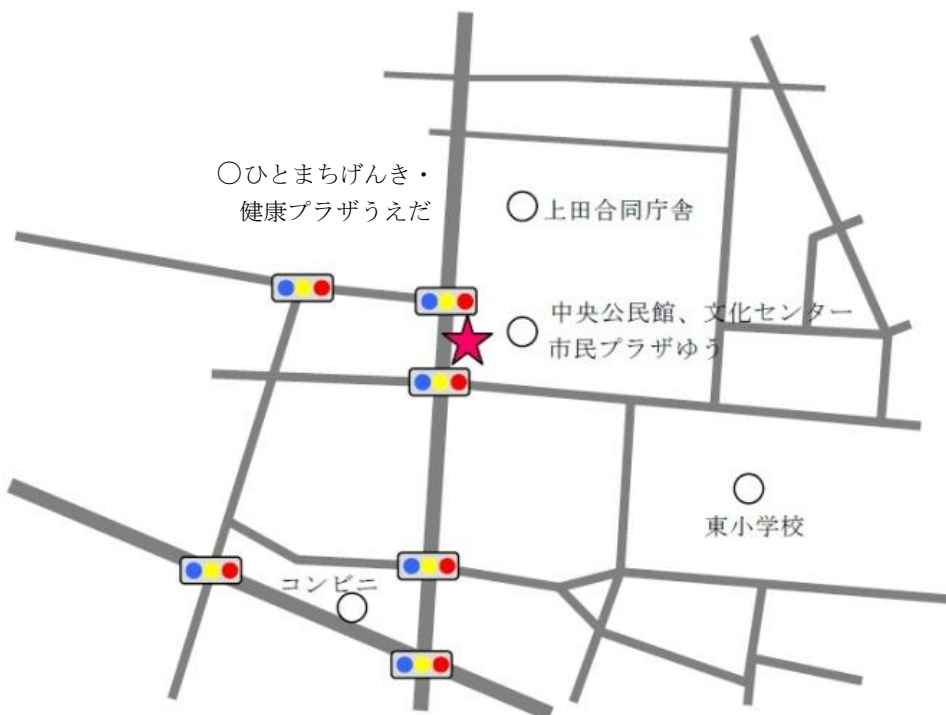 ○ひとまちげんき・
健康プラザうえだ
上田合同庁舎
中央公民館、文化センター
市民プラザゆう
東小学校
コンビニ